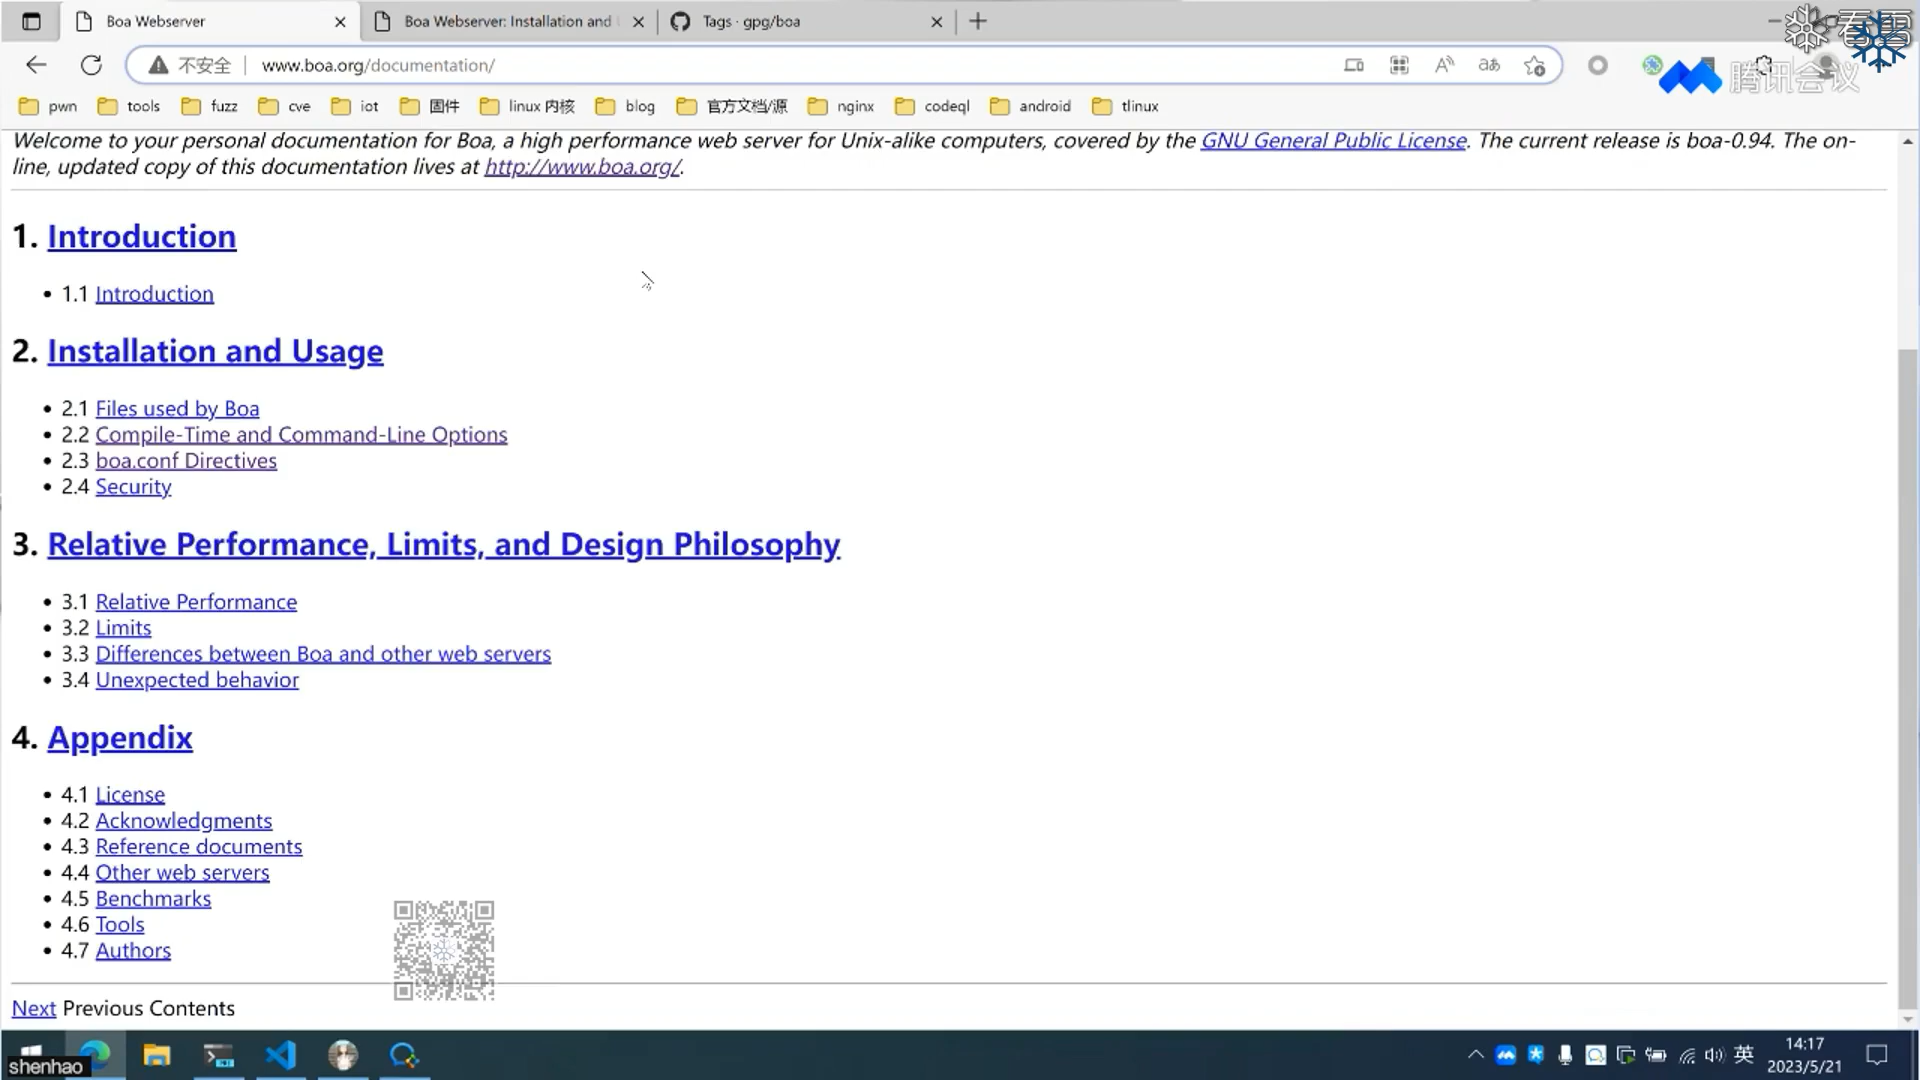 Boa Webserver
Boa Webserver: Installation and
Tags · gpg/boa
看雪
不安全
www.boa.org/documentation/
腾讯会议
pwn
tools
fuzz
cve
iot
固件
linux 内核
blog
官方文档/源
nginx
codeql
android
tlinux
Welcome to your personal documentation for Boa, a high performance web server for Unix-alike computers, covered by the GNU General Public License. The current release is boa-0.94. The on-
line, updated copy of this documentation lives at http://www.boa.org/.
1. Introduction
• 1.1 Introduction
2. Installation and Usage
• 2.1 Files used by Boa
• 2.2 Compile-Time and Command-Line Options
• 2.3 boa.conf Directives
• 2.4 Security
3. Relative Performance, Limits, and Design Philosophy
• 3.1 Relative Performance
• 3.2 Limits
• 3.3 Differences between Boa and other web servers
• 3.4 Unexpected behavior
4. Appendix
• 4.1 License
• 4.2 Acknowledgments
• 4.3 Reference documents
• 4.4 Other web servers
• 4.5 Benchmarks
• 4.6 Tools
• 4.7 Authors
Next Previous Contents
shenhao
英
14:17
2023/5/21